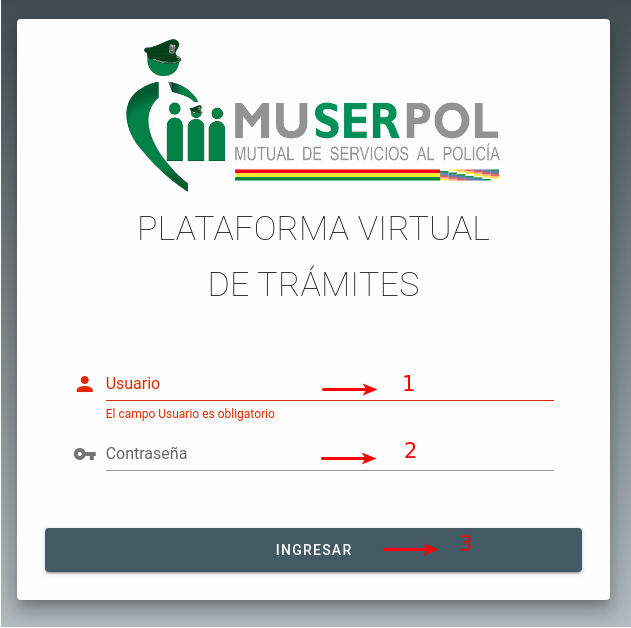 MUSERPOL
MUTUAL DE SERVICIOS AL POLICÍA
PLATAFORMA VIRTUAL
DE TRÁMITES
Usuario 1
El campo Usuario es obligatorio
Contraseña 2
INGRESAR 3